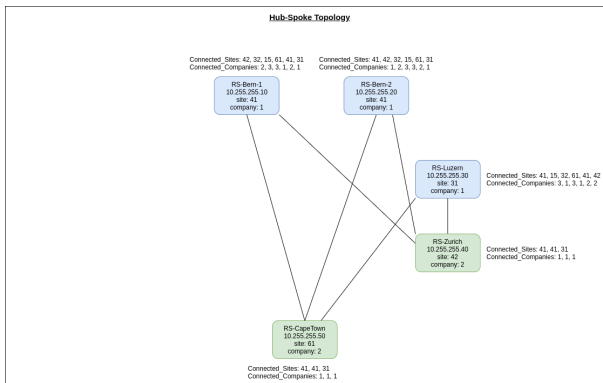 Hub-Spoke Topology
Connected_Sites: 42, 32, 15, 61, 41, 31
Connected_Companies: 2, 3, 3, 1, 2, 1
Connected_Sites: 41, 42, 32, 15, 61, 31
Connected_Companies: 1, 2, 3, 3, 2, 1
RS-Bern-1
10.255.255.10
site: 41
company: 1
RS-Bern-2
10.255.255.20
site: 41
company: 1
RS-Luzern
10.255.255.30
site: 31
company: 1
Connected_Sites: 41, 15, 32, 61, 41, 42
Connected_Companies: 3, 1, 3, 1, 2, 2
RS-Zurich
10.255.255.40
site: 42
company: 2
Connected_Sites: 41, 41, 31
Connected_Companies: 1, 1, 1
RS-CapeTown
10.255.255.50
site: 61
company: 2
Connected_Sites: 41, 41, 31
Connected_Companies: 1, 1, 1